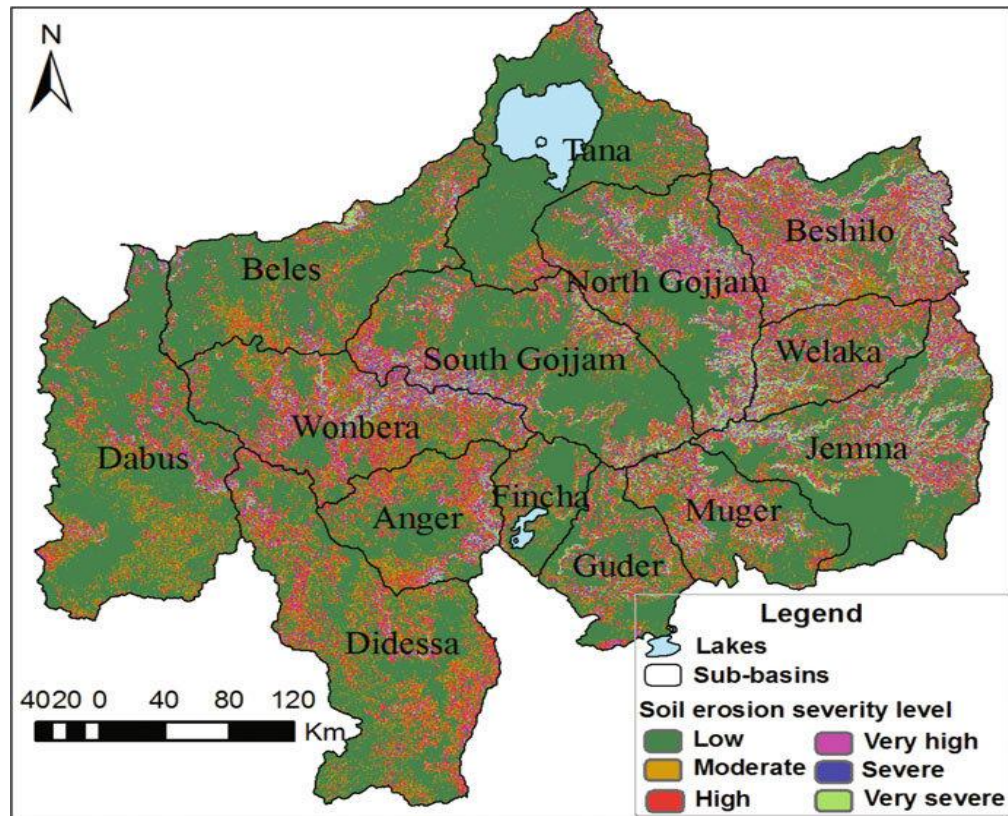 N
Tana
Beshilo
Beles
North Gojjam
South Gojjam
Welaka
Wonbera
Dabus
Jemma
Fincha
Anger
Muger
Guder
Didessa
4020 0 40 80 120
Km
Legend
Lakes
Sub-basins
Soil erosion severity level
Low
Very high
Moderate
Severe
High
Very severe